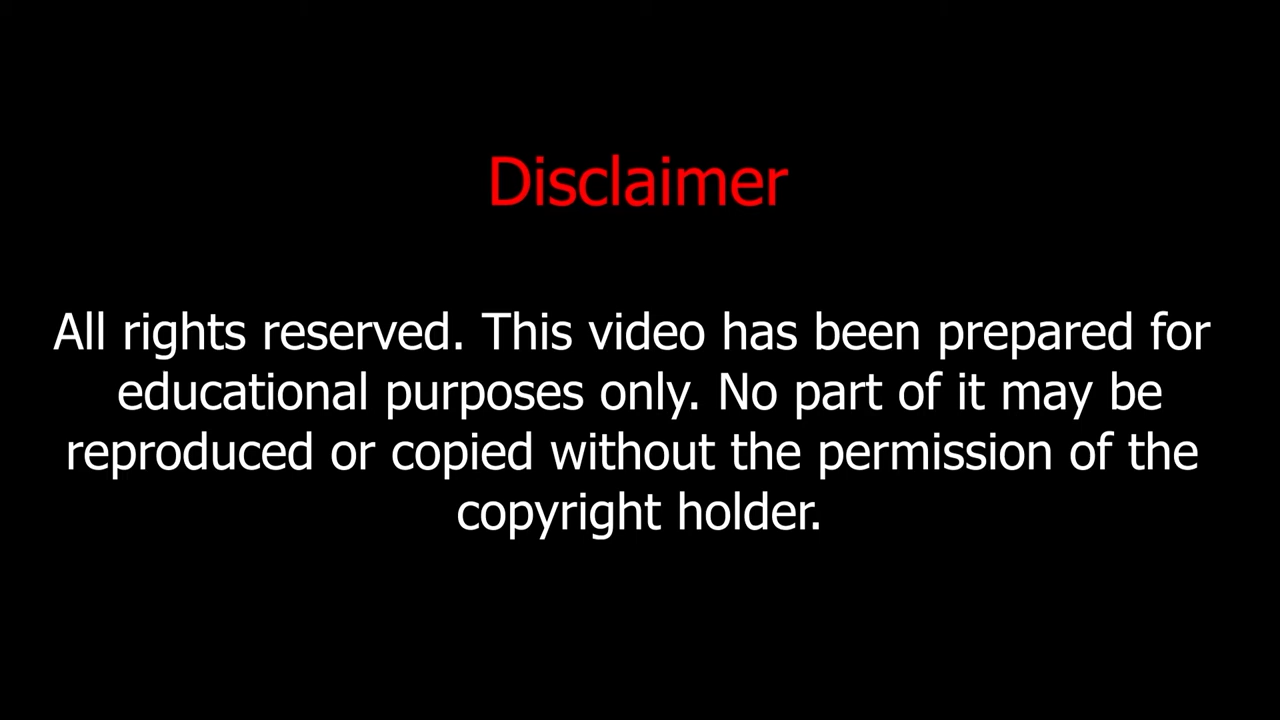 Disclaimer
All rights reserved. This video has been prepared for
educational purposes only. No part of it may be
reproduced or copied without the permission of the
copyright holder.